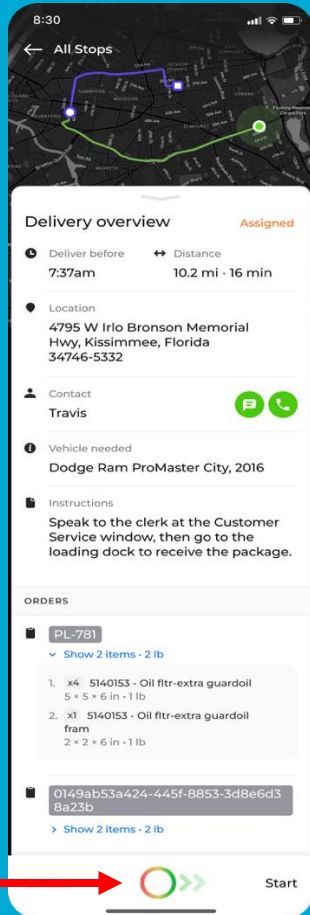 8:30
All Stops
Delivery overview
Assigned
Deliver before
Distance
7:37am
10.2 mi · 16 min
Location
4795 W Irlo Bronson Memorial
Hwy, Kissimmee, Florida
34746-5332
Contact
Travis
Vehicle needed
Dodge Ram ProMaster City, 2016
Instructions
Speak to the clerk at the Customer
Service window, then go to the
loading dock to receive the package.
ORDERS
PL-781
Show 2 items · 2 lb
1. x4 5140153 - Oil fltr-extra guardoil
5 × 5 × 6 in · 1 lb
2. x1 5140153 - Oil fltr-extra guardoil
fram
2 × 2 × 6 in · 1 lb
0149ab53a424-445f-8853-3d8e6d3
8a23b
Show 2 items · 2 lb
Start